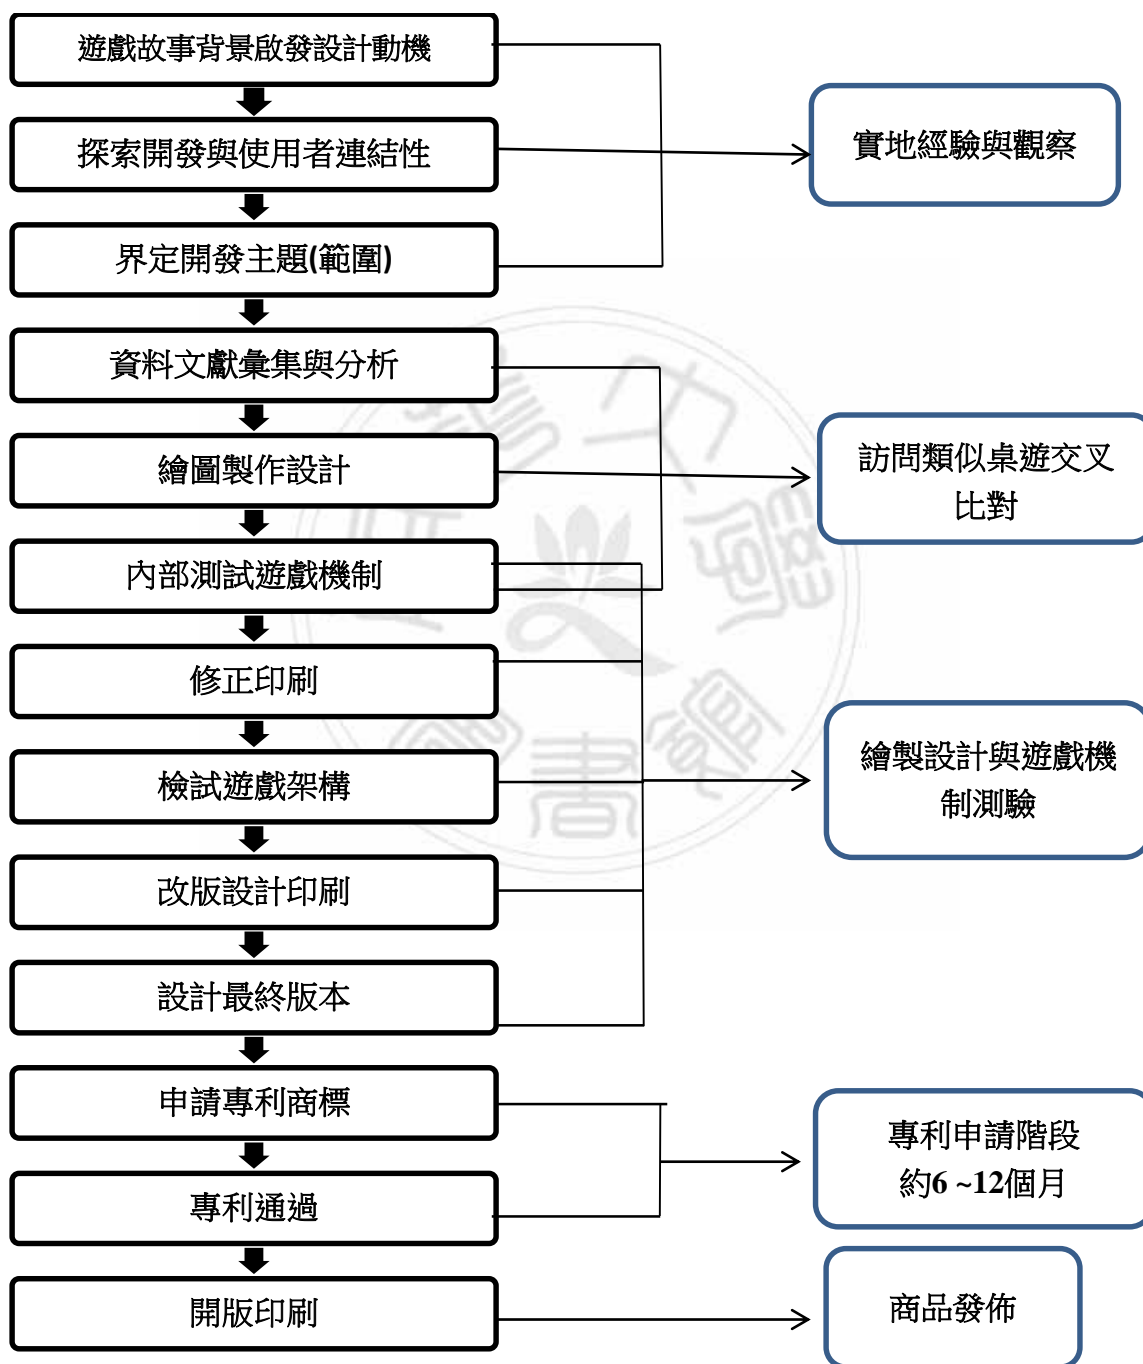 遊戲故事背景啟發設計動機
探索開發與使用者連結性
實地經驗與觀察
界定開發主題(範圍)
資料文獻彙集與分析
繪圖製作設計
訪問類似桌遊交叉
比對
內部測試遊戲機制
修正印刷
檢試遊戲架構
繪製設計與遊戲機
制測驗
改版設計印刷
設計最終版本
申請專利商標
專利通過
專利申請階段
約6 ~12個月
開版印刷
商品發佈